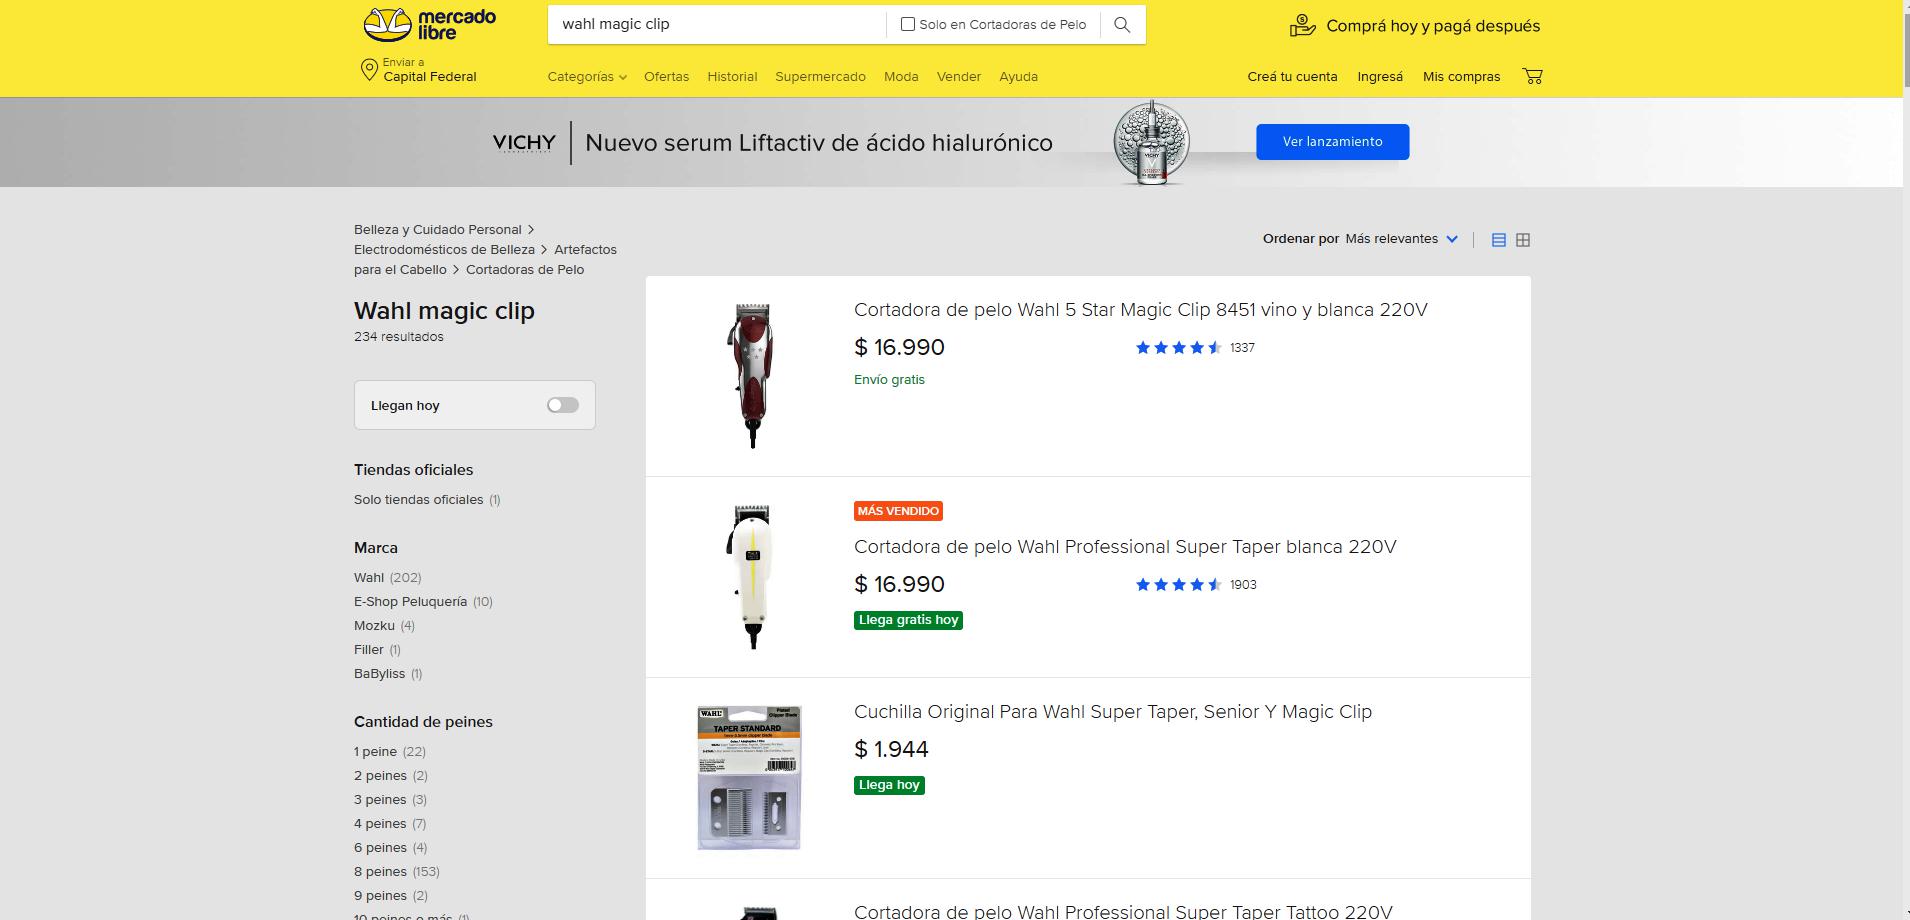 mercado
libre
wahl magic clip
Solo en Cortadoras de Pelo
Comprá hoy y pagá después
Enviar a
Capital Federal
Categorías
Ofertas
Historial
Supermercado
Moda
Vender
Ayuda
Creá tu cuenta
Ingresá
Mis compras
VICHY
Nuevo serum Liftactiv de ácido hialurónico
VICHY
Ver lanzamiento
Belleza y Cuidado Personal >
Electrodomésticos de Belleza > Artefactos
para el Cabello > Cortadoras de Pelo
Wahl magic clip
234 resultados
Llegan hoy
Tiendas oficiales
Solo tiendas oficiales (1)
Marca
Wahl (202)
E-Shop Peluquería (10)
Mozku (4)
Filler (1)
BaByliss (1)
Cantidad de peines
1 peine (22)
2 peines (2)
3 peines (3)
4 peines (7)
6 peines (4)
8 peines (153)
9 peines (2)
10 peines o más (1)
Ordenar por Más relevantes
Cortadora de pelo Wahl 5 Star Magic Clip 8451 vino y blanca 220V
$ 16.990
1337
Envío gratis
MÁS VENDIDO
Cortadora de pelo Wahl Professional Super Taper blanca 220V
$ 16.990
1903
Llega gratis hoy
WAHL
TAPER STANDARD
Cuchilla Original Para Wahl Super Taper, Senior Y Magic Clip
$ 1.944
Llega hoy
Cortadora de pelo Wahl Professional Super Taper Tattoo 220V